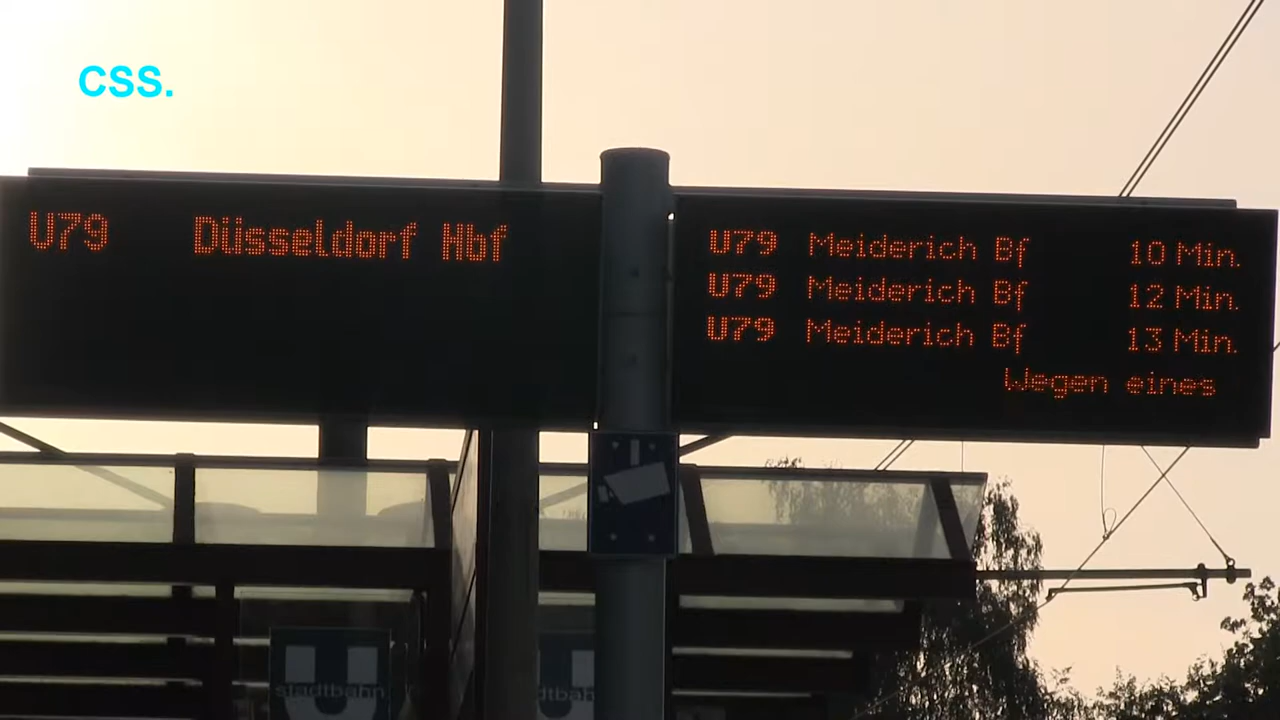 CSS.
U79 Düsseldorf Hbf
U79 Meiderich Bf 10 Min.
U79 Meiderich Bf 12 Min.
U79 Meiderich Bf 13 Min.
Wegen eines
U
stadtbahn
dtbah